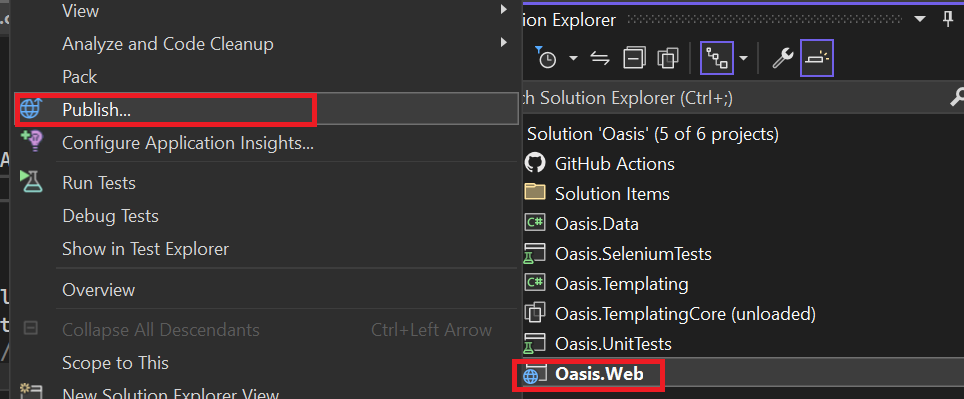 View
Analyze and Code Cleanup
Pack
Publish...
Configure Application Insights...
Run Tests
Debug Tests
Show in Test Explorer
Overview
Collapse All Descendants Ctrl+Left Arrow
Scope to This
New Solution Explorer View
Solution Explorer
Search Solution Explorer (Ctrl+;)
Solution 'Oasis' (5 of 6 projects)
GitHub Actions
Solution Items
C# Oasis.Data
Oasis.SeleniumTests
C# Oasis.Templating
Oasis.TemplatingCore (unloaded)
Oasis.UnitTests
Oasis.Web